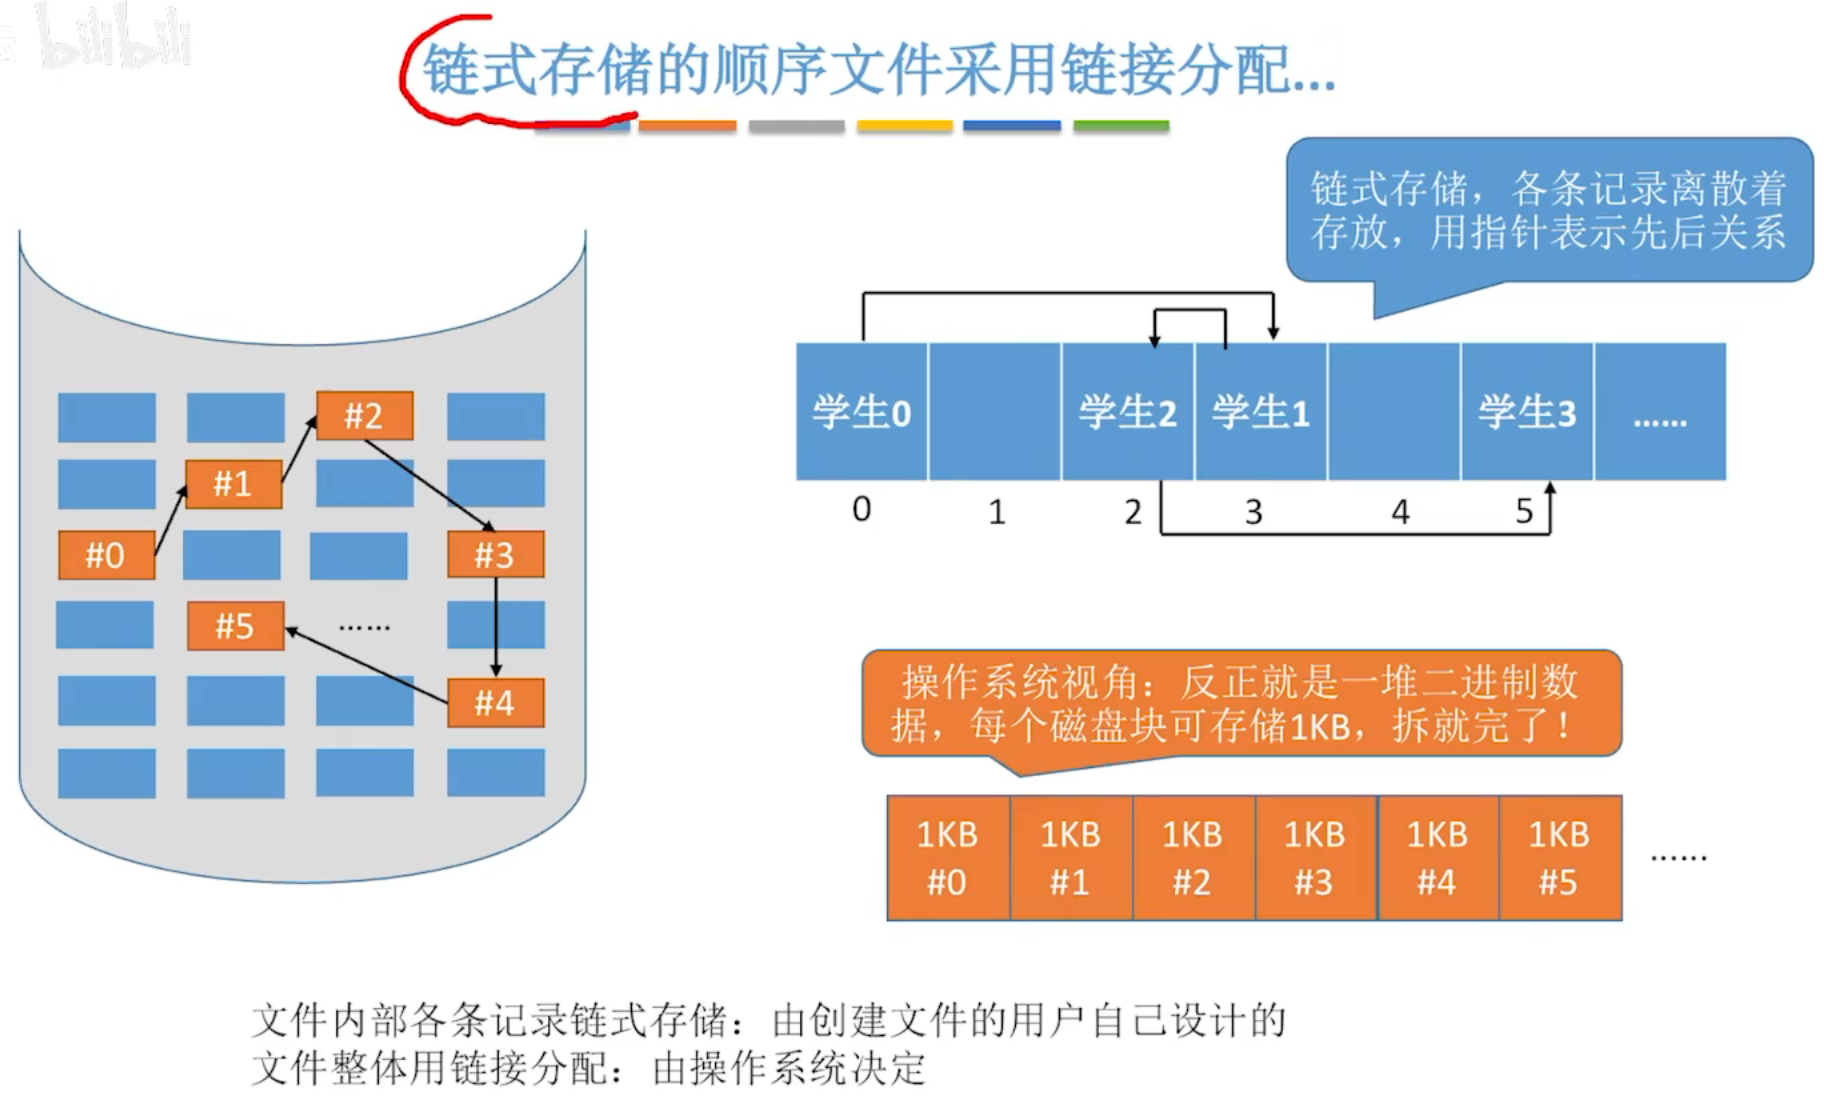 bilibili
链式存储的顺序文件采用链接分配...
链式存储，各条记录离散着
存放，用指针表示先后关系
学生0
学生2
学生1
学生3
……
0
1
2
3
4
5
#2
#1
#0
#3
#5
……
#4
操作系统视角：反正就是一堆二进制数
据，每个磁盘块可存储1KB，拆就完了！
1KB
#0
1KB
#1
1KB
#2
1KB
#3
1KB
#4
1KB
#5
……
文件内部各条记录链式存储：由创建文件的用户自己设计的
文件整体用链接分配：由操作系统决定